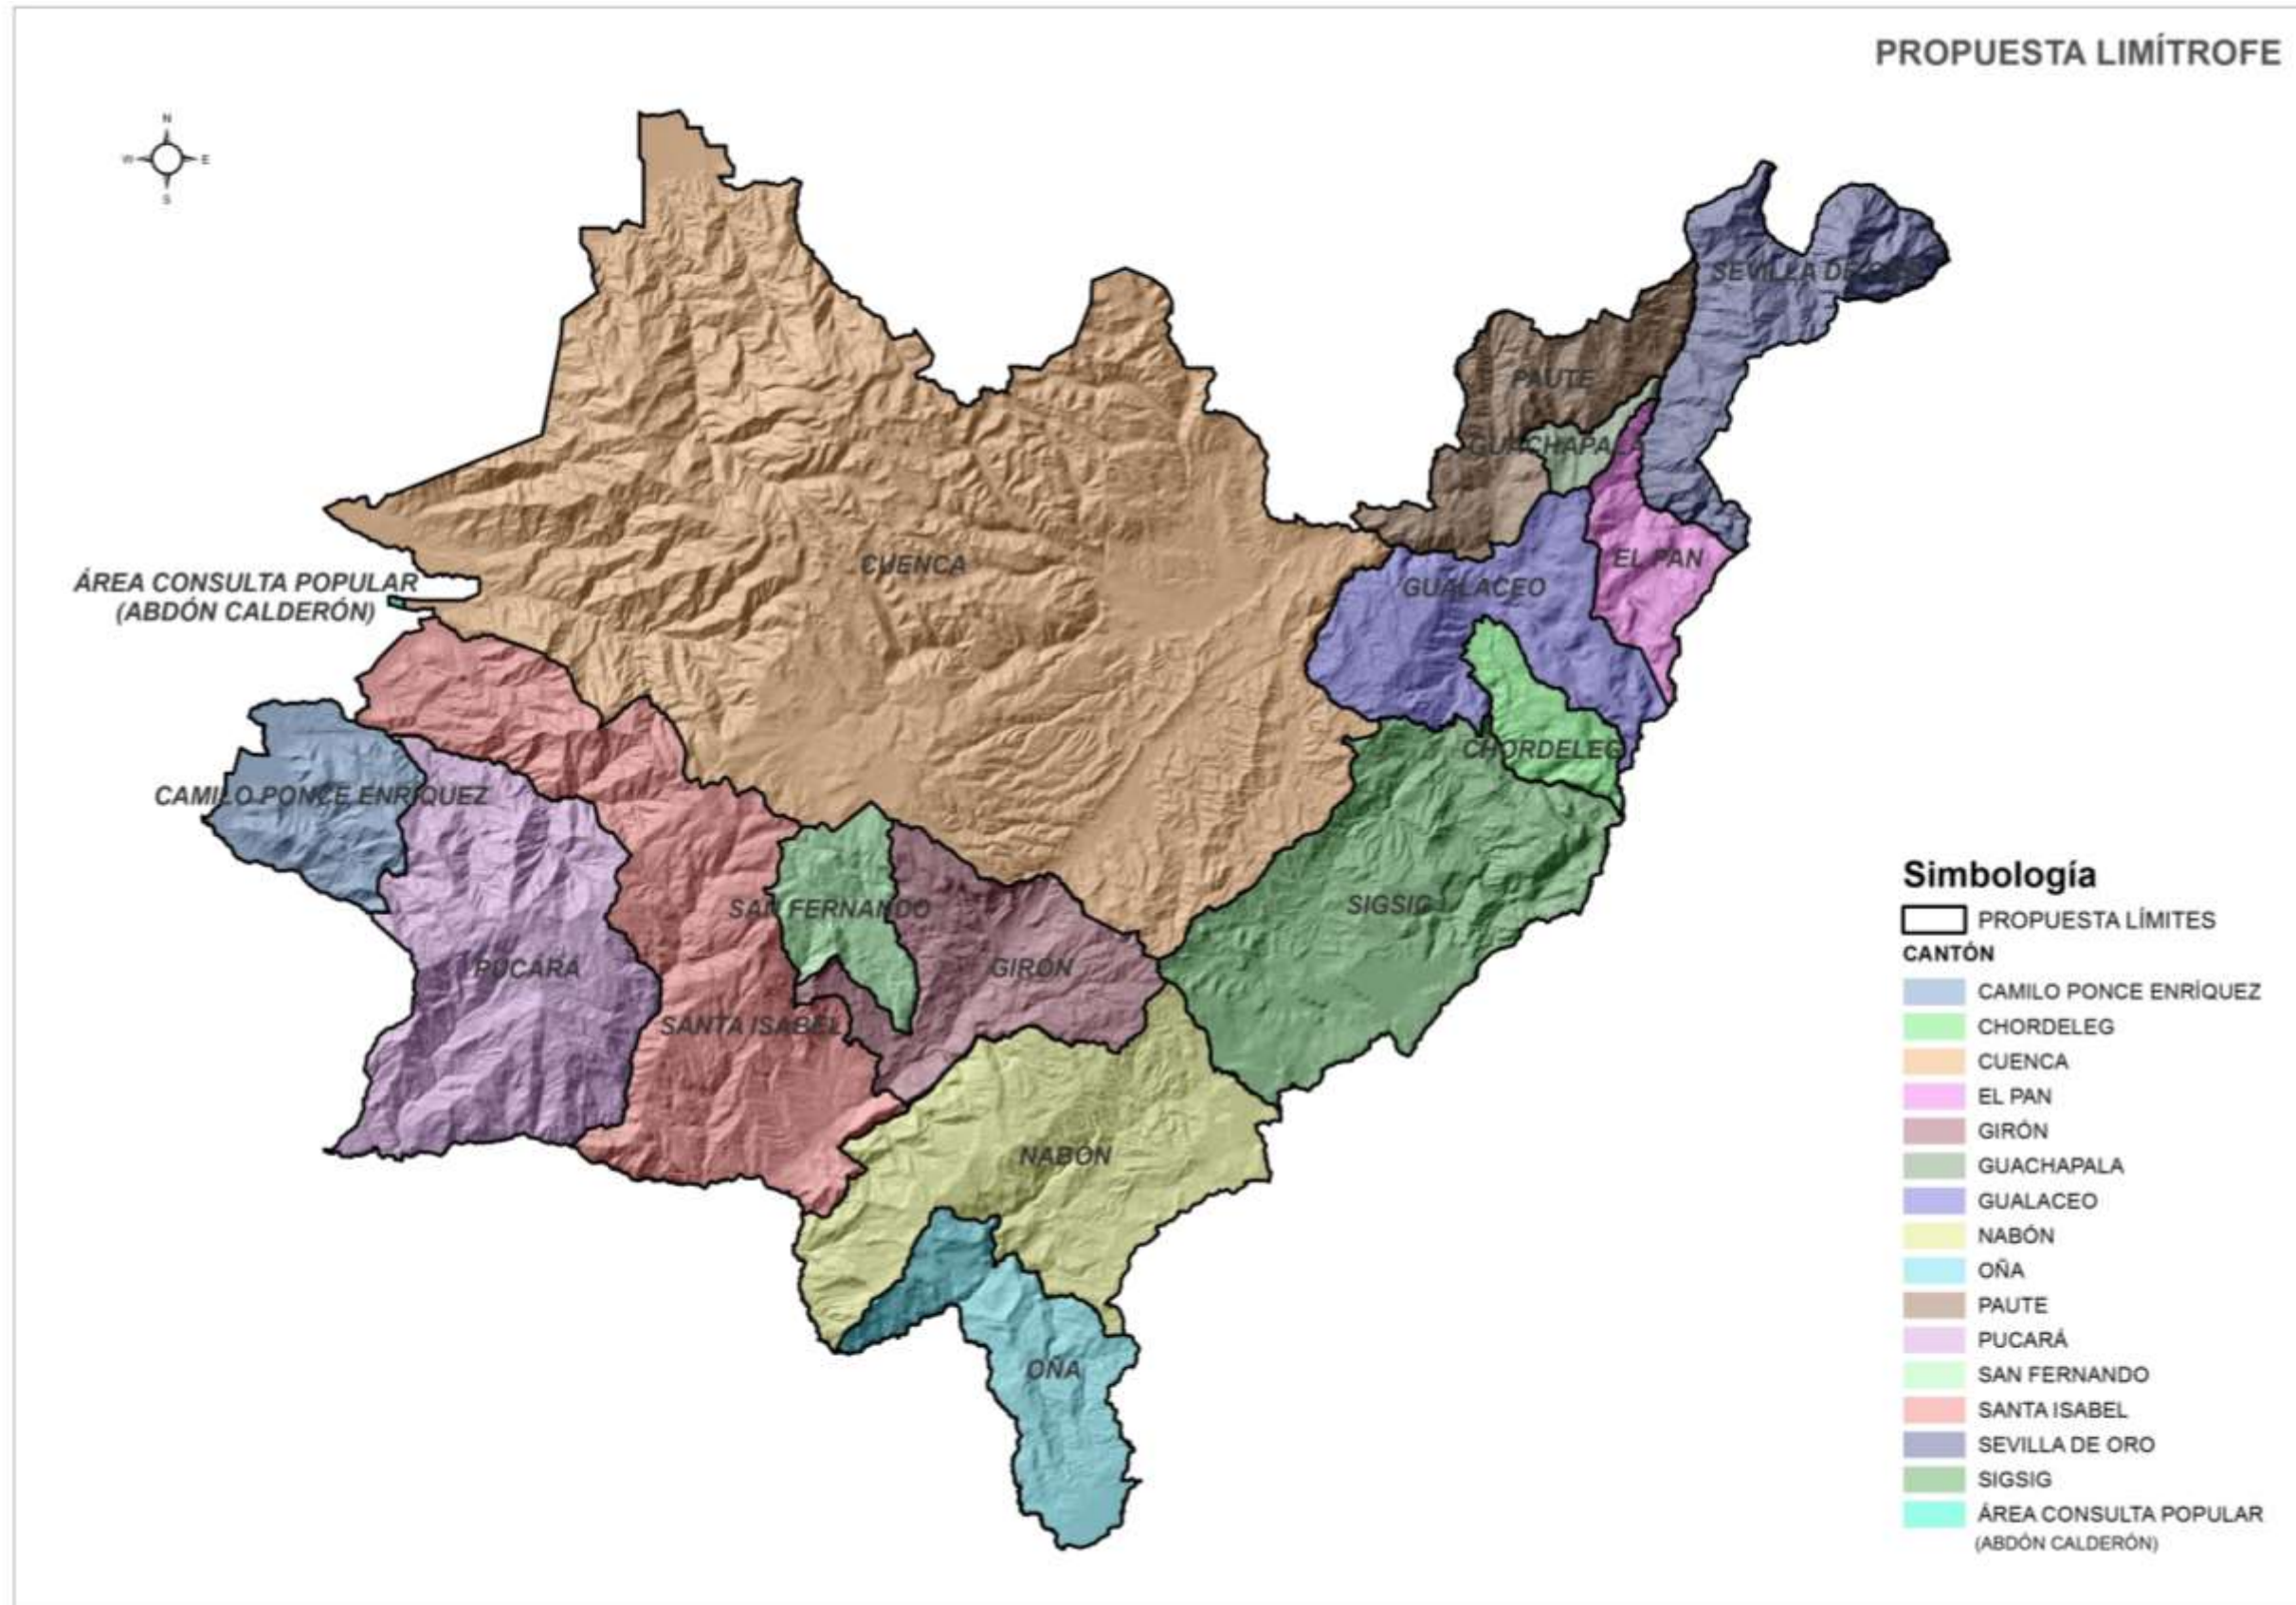 PROPUESTA LIMÍTROFE
N
W
E
S
SEVILLA DE ORO
PAUTE
GUACHAPALA
CUENCA
EL PAN
ÁREA CONSULTA POPULAR
(ABDÓN CALDERÓN)
GUALACEO
CHORDELEG
CAMILO PONCE ENRÍQUEZ
SAN FERNANDO
SIGSIG
PUCARÁ
GIRÓN
SANTA ISABEL
NABÓN
OÑA
Simbología
PROPUESTA LÍMITES
CANTÓN
CAMILO PONCE ENRÍQUEZ
CHORDELEG
CUENCA
EL PAN
GIRÓN
GUACHAPALA
GUALACEO
NABÓN
OÑA
PAUTE
PUCARÁ
SAN FERNANDO
SANTA ISABEL
SEVILLA DE ORO
SIGSIG
ÁREA CONSULTA POPULAR
(ABDÓN CALDERÓN)